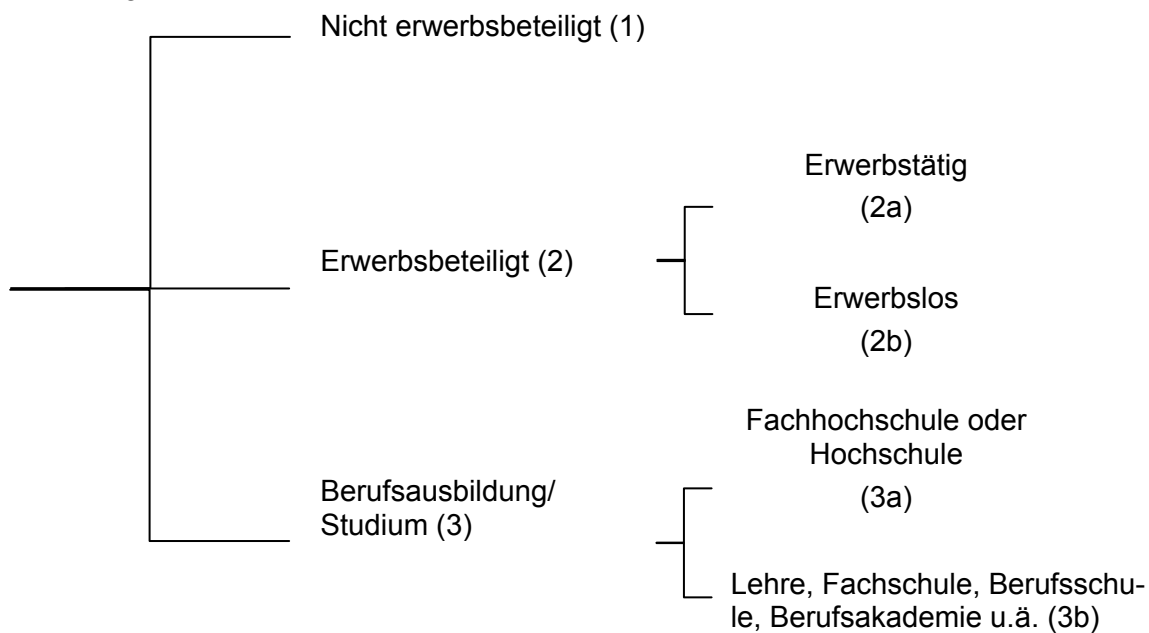 Nicht erwerbsbeteiligt (1)
Erwerbstätig
(2a)
Erwerbsbeteiligt (2)
Erwerbslos
(2b)
Fachhochschule oder
Hochschule
(3a)
Berufsausbildung/
Studium (3)
Lehre, Fachschule, Berufsschu-
le, Berufsakademie u.ä. (3b)